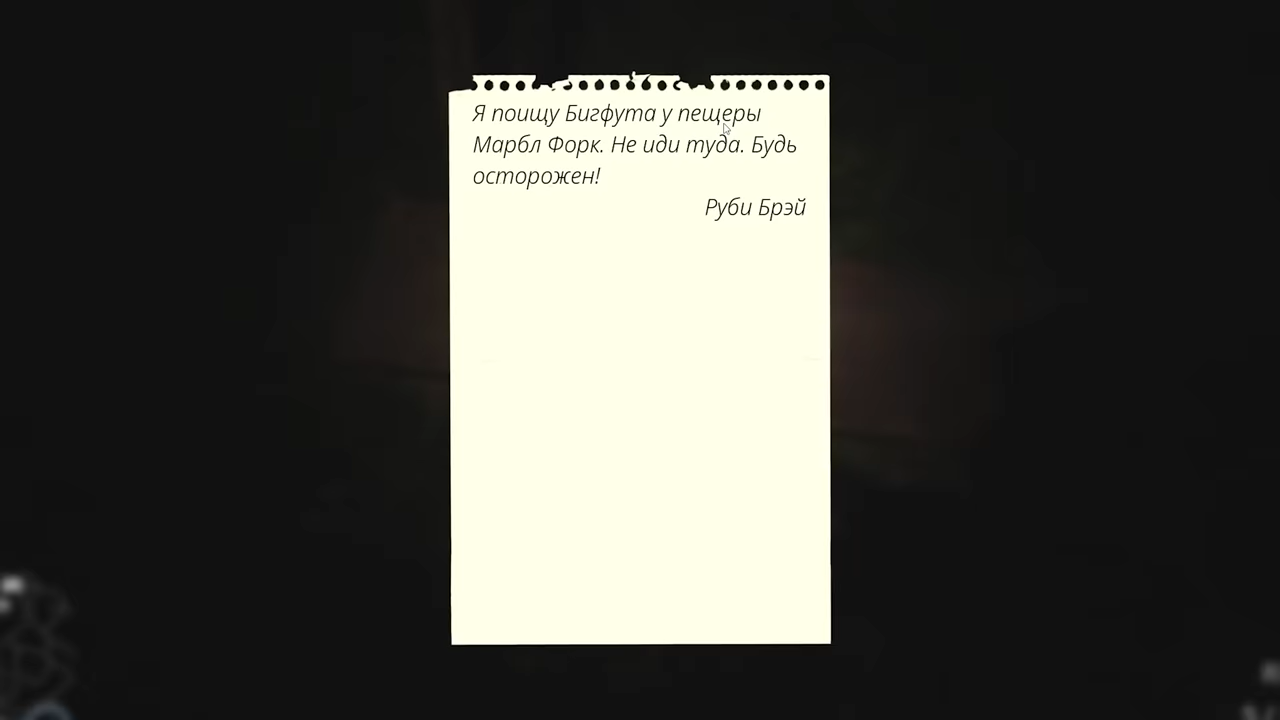 Я поищу Бигфута у пещеры
Марбл Форк. Не иди туда. Будь
осторожен!
Руби Брэй